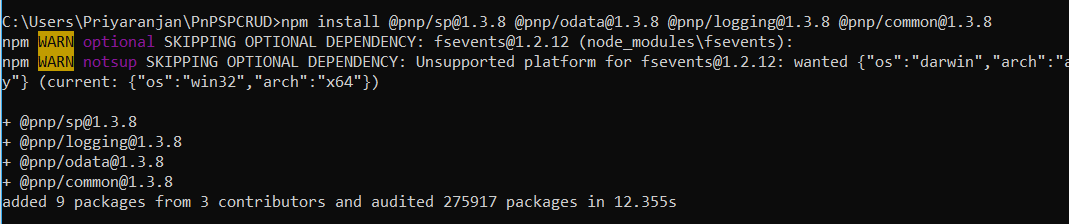 C:\Users\Priyaranjan\PnPSPCRUD>npm install @pnp/sp@1.3.8 @pnp/odata@1.3.8 @pnp/logging@1.3.8 @pnp/common@1.3.8
npm WARN optional SKIPPING OPTIONAL DEPENDENCY: fsevents@1.2.12 (node_modules\fsevents):
npm WARN notsup SKIPPING OPTIONAL DEPENDENCY: Unsupported platform for fsevents@1.2.12: wanted {"os":"darwin","arch":"a
y"} (current: {"os":"win32","arch":"x64"})
+ @pnp/sp@1.3.8
+ @pnp/logging@1.3.8
+ @pnp/odata@1.3.8
+ @pnp/common@1.3.8
added 9 packages from 3 contributors and audited 275917 packages in 12.355s